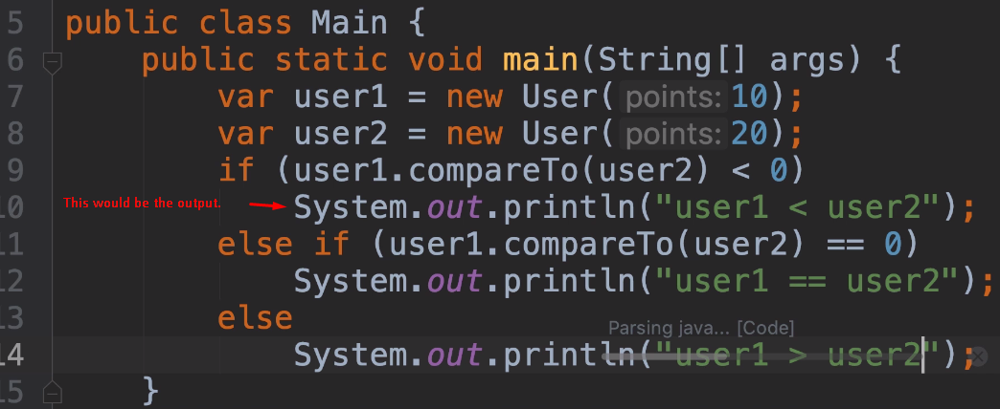 5 public class Main {
6 public static void main(String[] args) {
7 var user1 = new User( points: 10);
8 var user2 = new User( points: 20);
9 if (user1.compareTo(user2) < 0)
This would be the output.
10 System.out.println("user1 < user2");
11 else if (user1.compareTo(user2) == 0)
12 System.out.println("user1 == user2");
13 else
Parsing java... [Code]
14 System.out.println("user1 > user2");
15 }